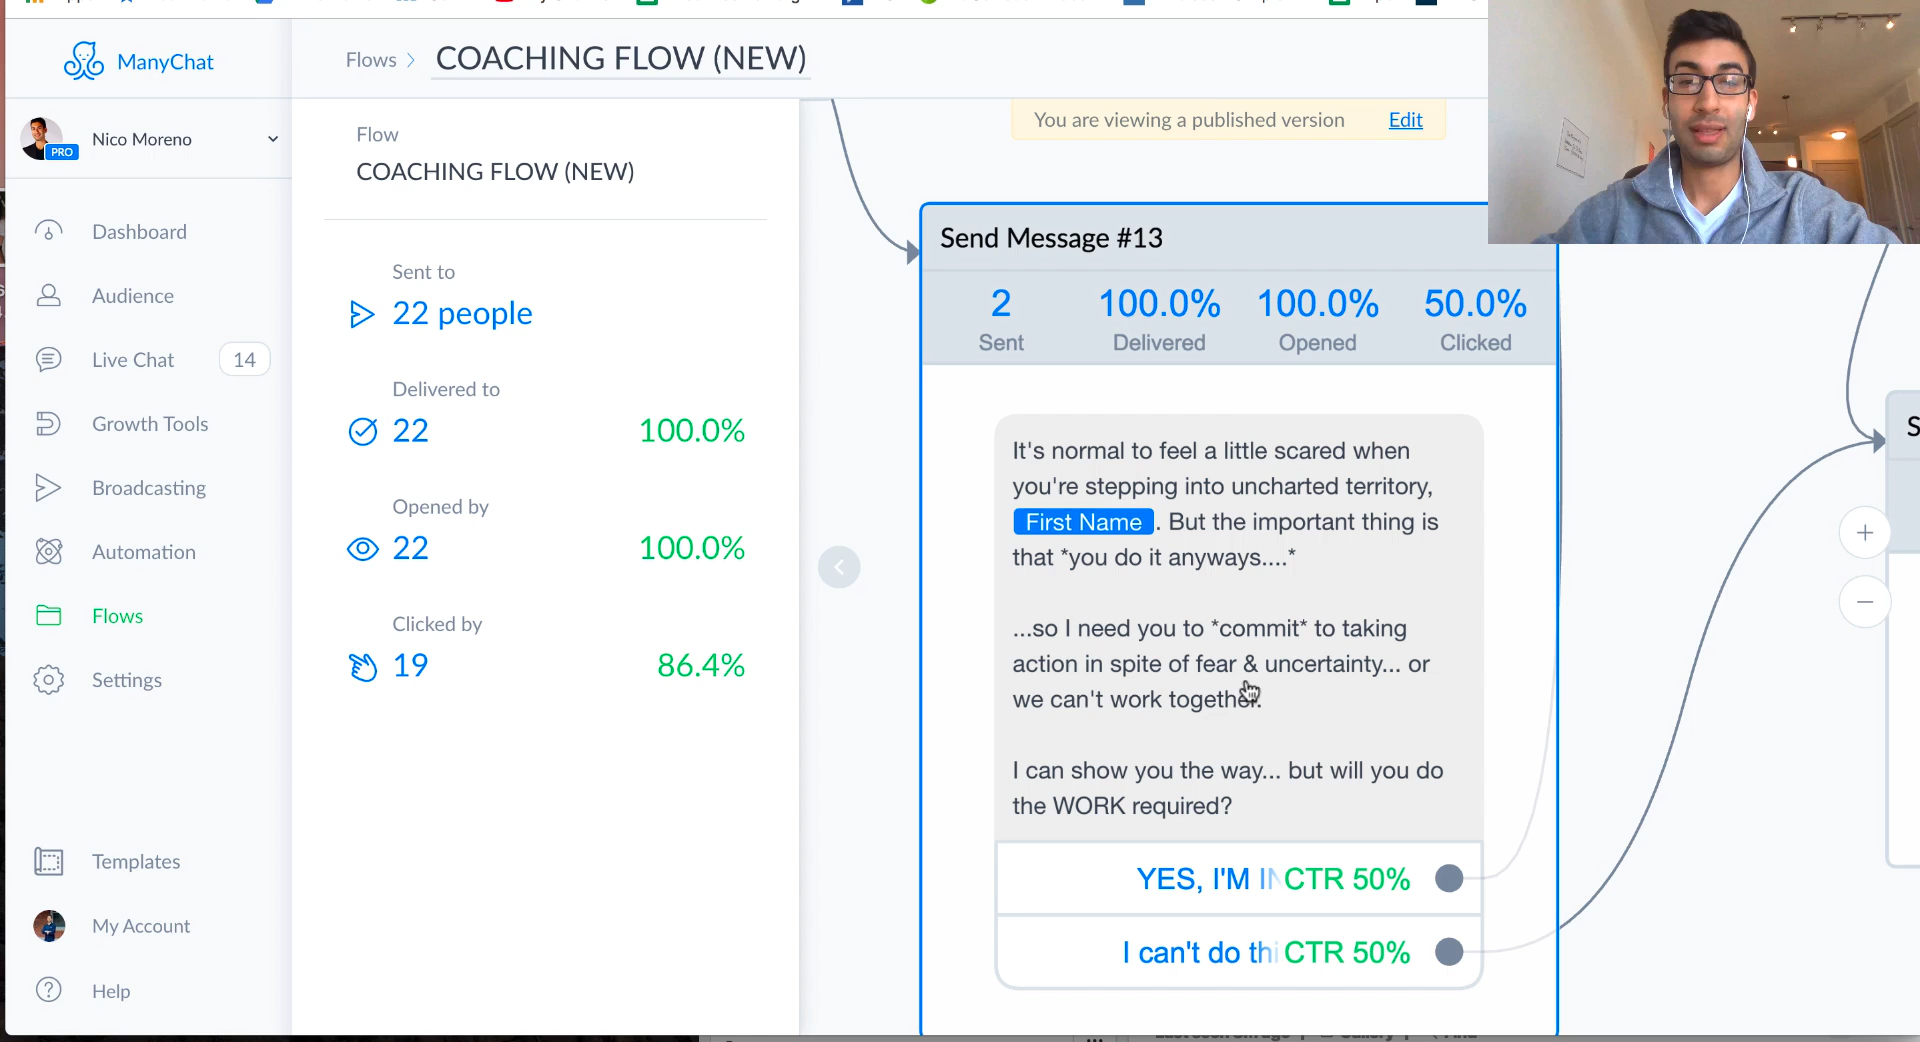 ManyChat
Flows > COACHING FLOW (NEW)
Nico Moreno
PRO
Dashboard
Audience
Live Chat 14
Growth Tools
Broadcasting
Automation
Flows
Settings
Templates
My Account
Help
Flow
COACHING FLOW (NEW)
Sent to
22 people
Delivered to
22 100.0%
Opened by
22 100.0%
Clicked by
19 86.4%
You are viewing a published version Edit
Send Message #13
2 100.0% 100.0% 50.0%
Sent Delivered Opened Clicked
It's normal to feel a little scared when
you're stepping into uncharted territory,
First Name . But the important thing is
that *you do it anyways....*
...so I need you to *commit* to taking
action in spite of fear & uncertainty... or
we can't work together.
I can show you the way... but will you do
the WORK required?
YES, I'M IN CTR 50%
I can't do thi CTR 50%
S